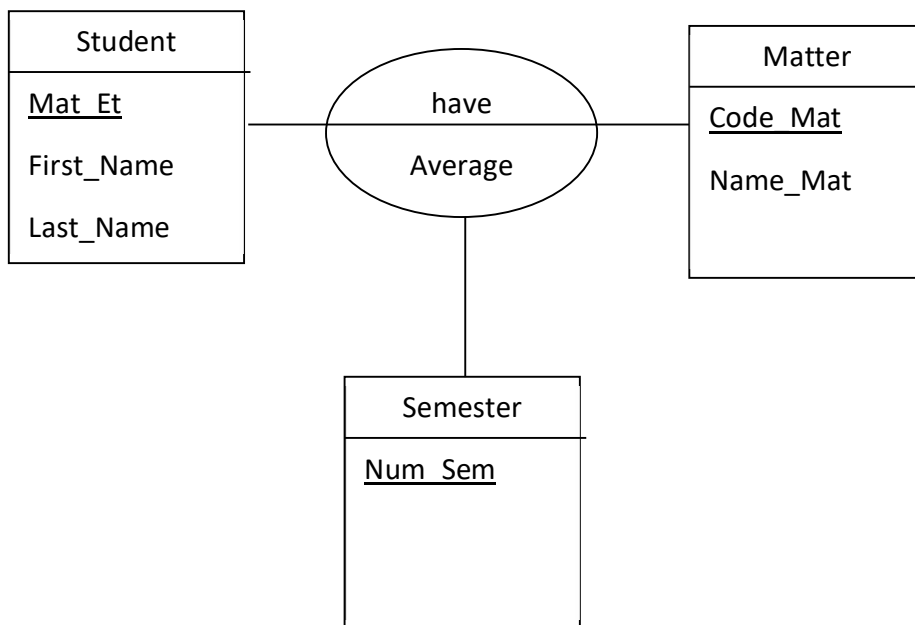 Student
Mat_Et
First_Name
Last_Name
have
Average
Matter
Code_Mat
Name_Mat
Semester
Num_Sem